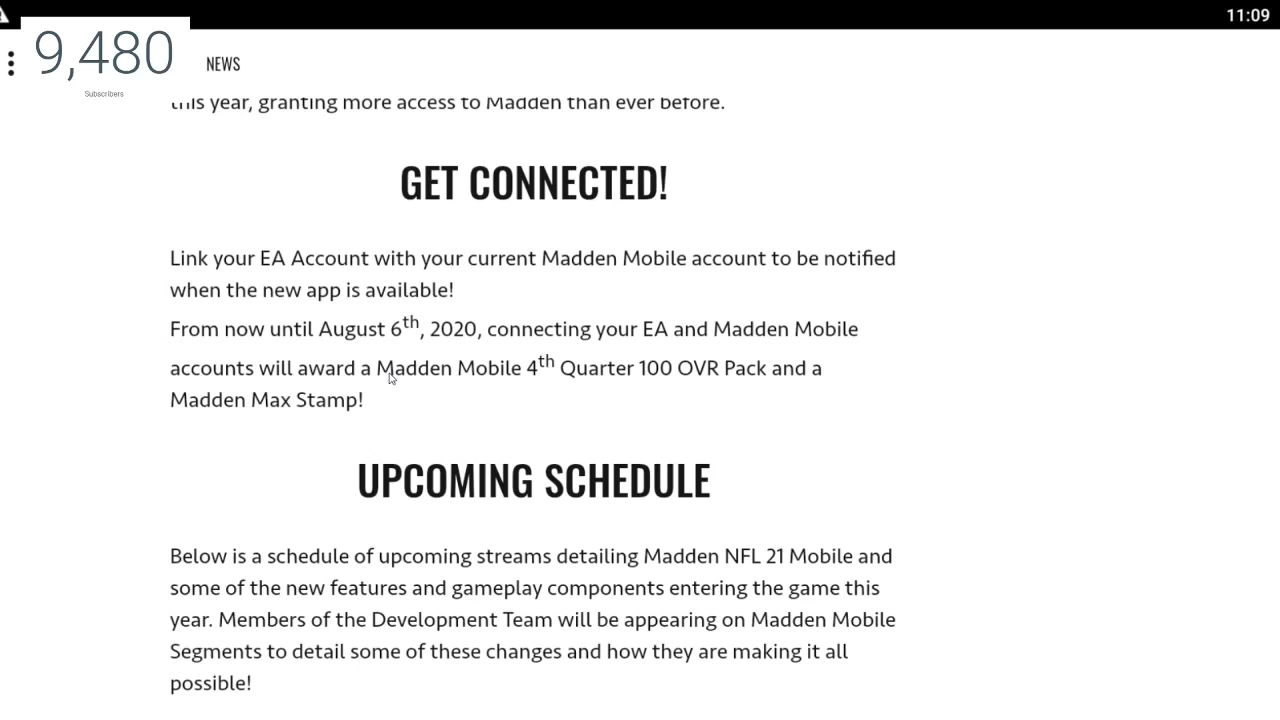 11:09
9,480
Subscribers
NEWS
this year, granting more access to Madden than ever before.
GET CONNECTED!
Link your EA Account with your current Madden Mobile account to be notified
when the new app is available!
From now until August 6th, 2020, connecting your EA and Madden Mobile
accounts will award a Madden Mobile 4th Quarter 100 OVR Pack and a
Madden Max Stamp!
UPCOMING SCHEDULE
Below is a schedule of upcoming streams detailing Madden NFL 21 Mobile and
some of the new features and gameplay components entering the game this
year. Members of the Development Team will be appearing on Madden Mobile
Segments to detail some of these changes and how they are making it all
possible!